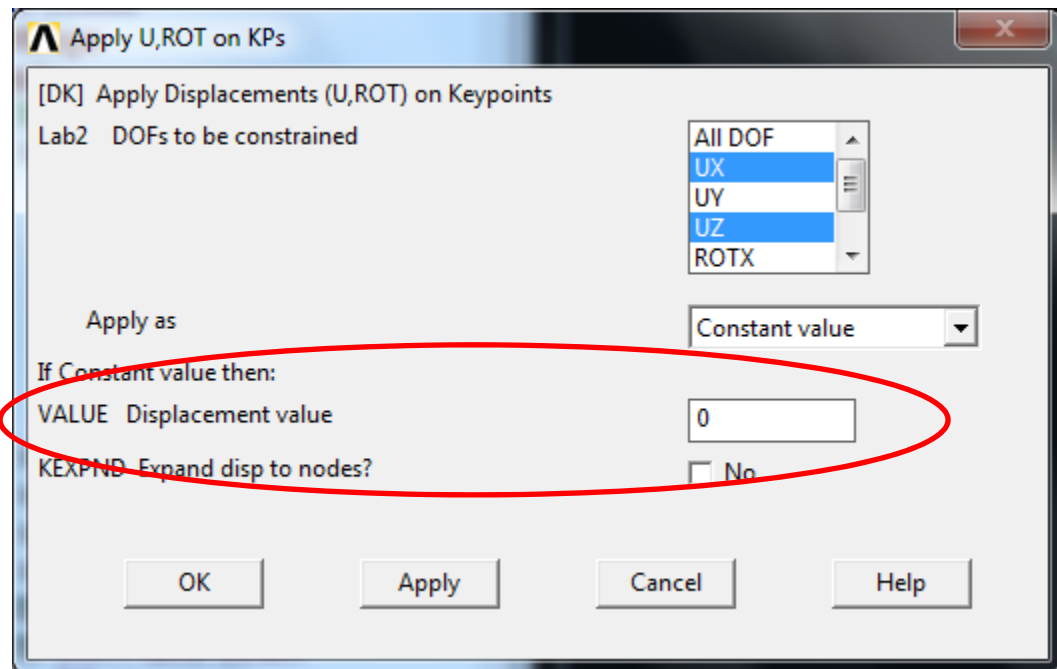 Apply U,ROT on KPs
[DK] Apply Displacements (U,ROT) on Keypoints
Lab2 DOFs to be constrained
All DOF
UX
UY
UZ
ROTX
Apply as
Constant value
If Constant value then:
VALUE Displacement value
0
KEXPND Expand disp to nodes?
No
OK Apply Cancel Help